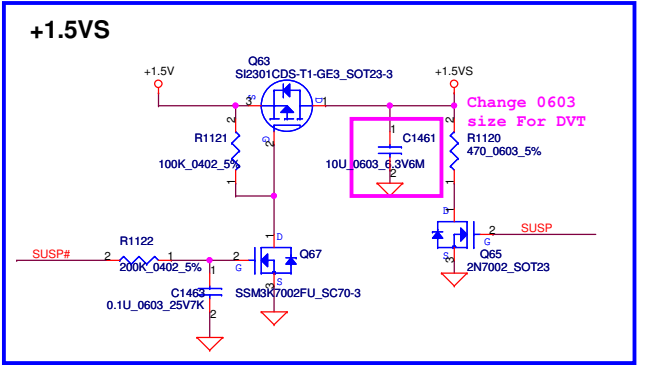 +1.5VS
Q63
SI2301CDS-T1-GE3_SOT23-3
+1.5V
+1.5VS
S
3
D
1
G
2
Change 0603
size For DVT
2
R1121
100K_0402_5%
1
1
C1461
10U_0603_6.3V6M
2
2
R1120
470_0603_5%
1
SUSP#
2
R1122
1
200K_0402_5%
1
C1463
0.1U_0603_25V7K
2
1
D
2
G
Q67
S
3
SSM3K7002FU_SC70-3
D
1
2
SUSP
G
S
3
Q65
2N7002_SOT23